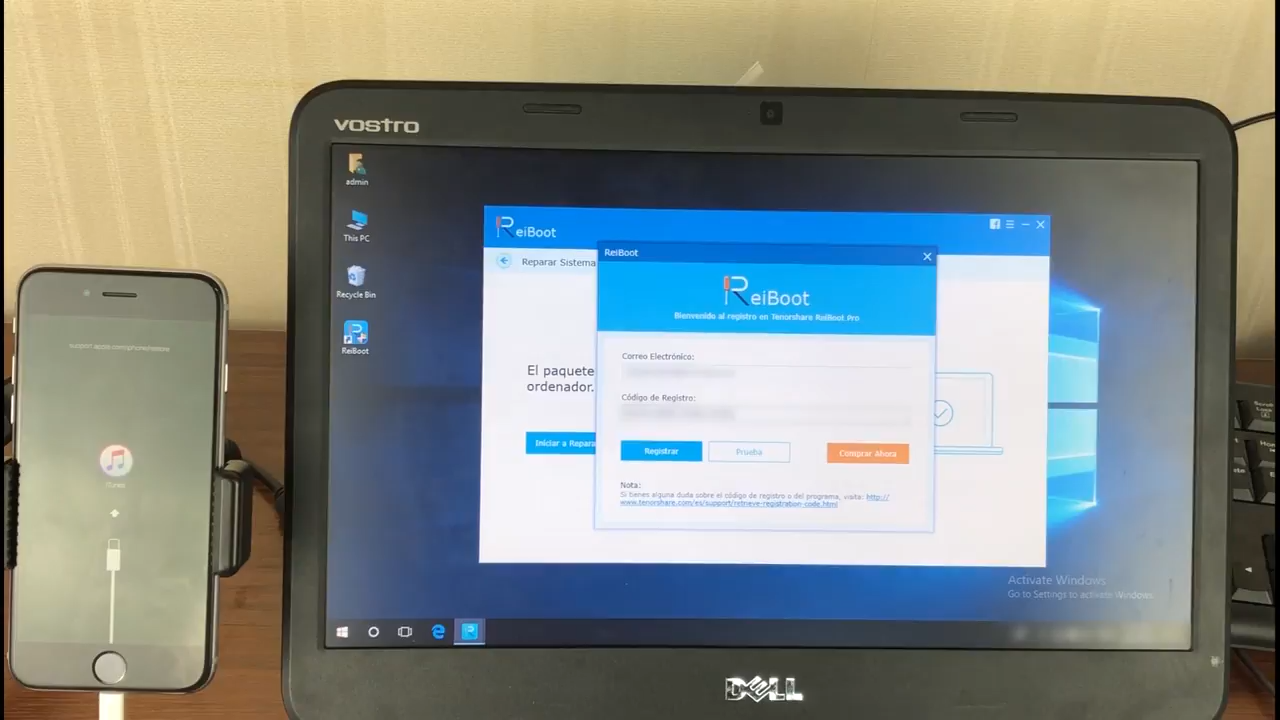 vostro
admin
This PC
Recycle Bin
ReiBoot
ReiBoot
Reparar Sistema
El paquete
ordenador.
Iniciar a Repara
ReiBoot
ReiBoot
Bienvenido al registro en Tenorshare ReiBoot Pro
Correo Electrónico:
Código de Registro:
Registrar
Prueba
Comprar Ahora
Nota:
Si tienes alguna duda sobre el código de registro o del programa, visita: http://
www.tenorshare.com/es/support/retrieve-registration-code.html
Activate Windows
Go to Settings to activate Windows.
DELL
support.apple.com/iphone/restore
iTunes
Scroll